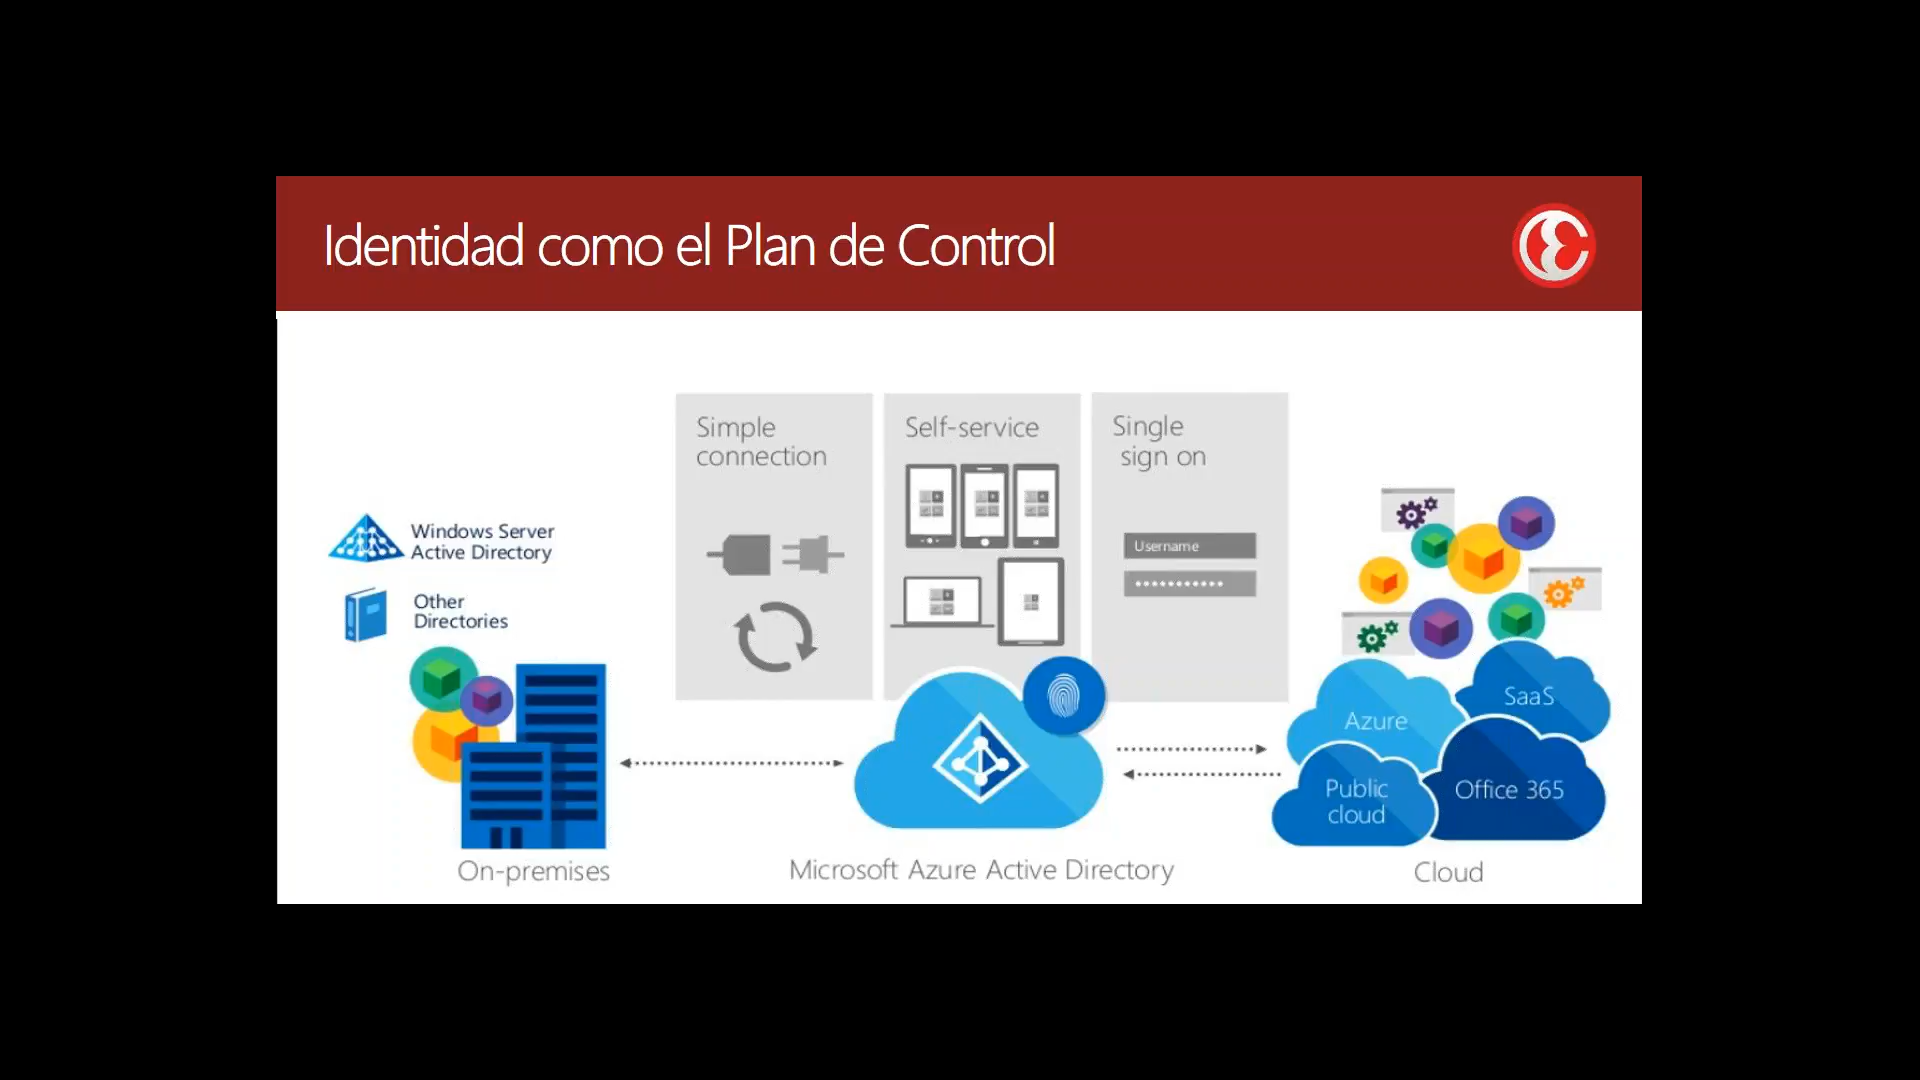 Identidad como el Plan de Control
Simple
connection
Self-service
Single
sign on
Username
Windows Server
Active Directory
Other
Directories
On-premises
Microsoft Azure Active Directory
Azure
SaaS
Public
cloud
Office 365
Cloud